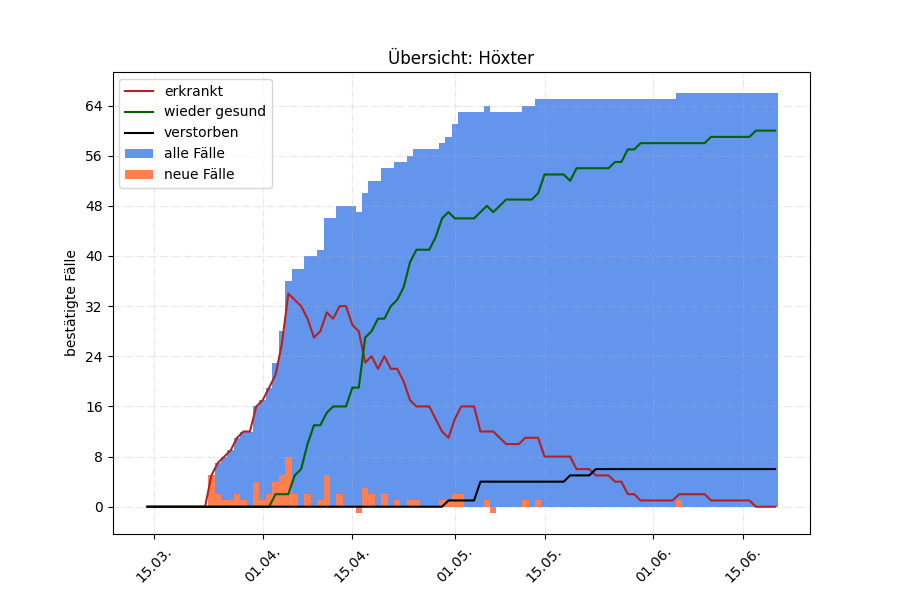 Übersicht: Höxter
erkrankt
wieder gesund
verstorben
alle Fälle
neue Fälle
bestätigte Fälle
64
56
48
40
32
24
16
8
0
15.03.
01.04.
15.04.
01.05.
15.05.
01.06.
15.06.